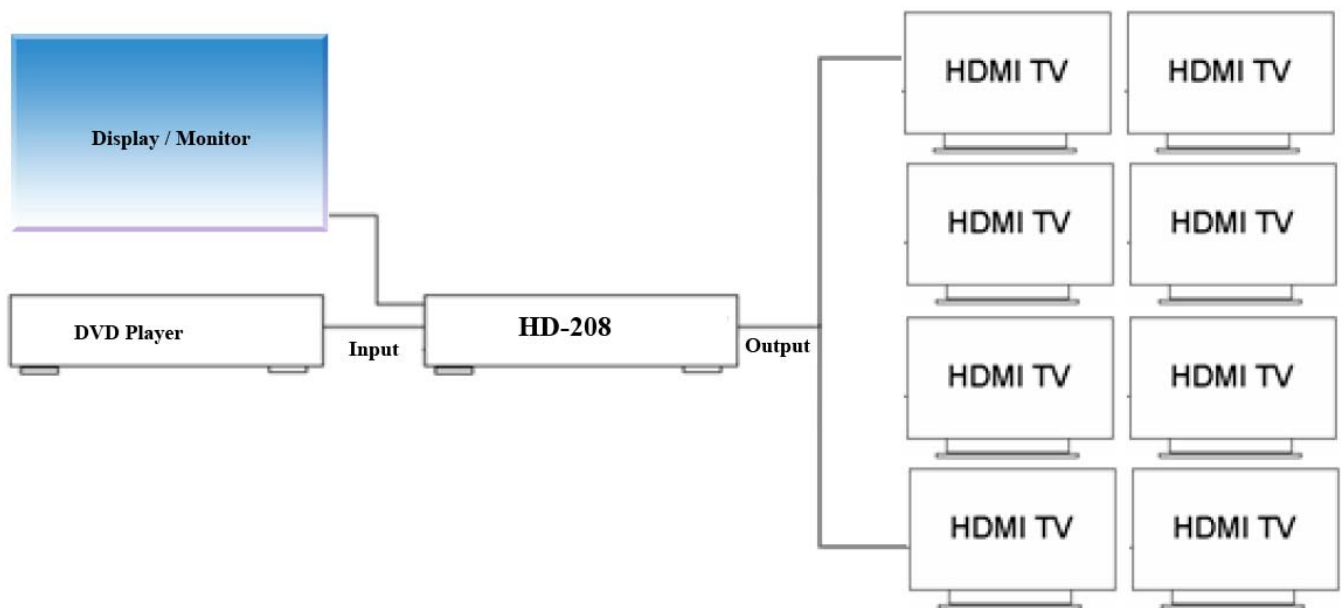 Display / Monitor
DVD Player
Input
HD-208
Output
HDMI TV
HDMI TV
HDMI TV
HDMI TV
HDMI TV
HDMI TV
HDMI TV
HDMI TV